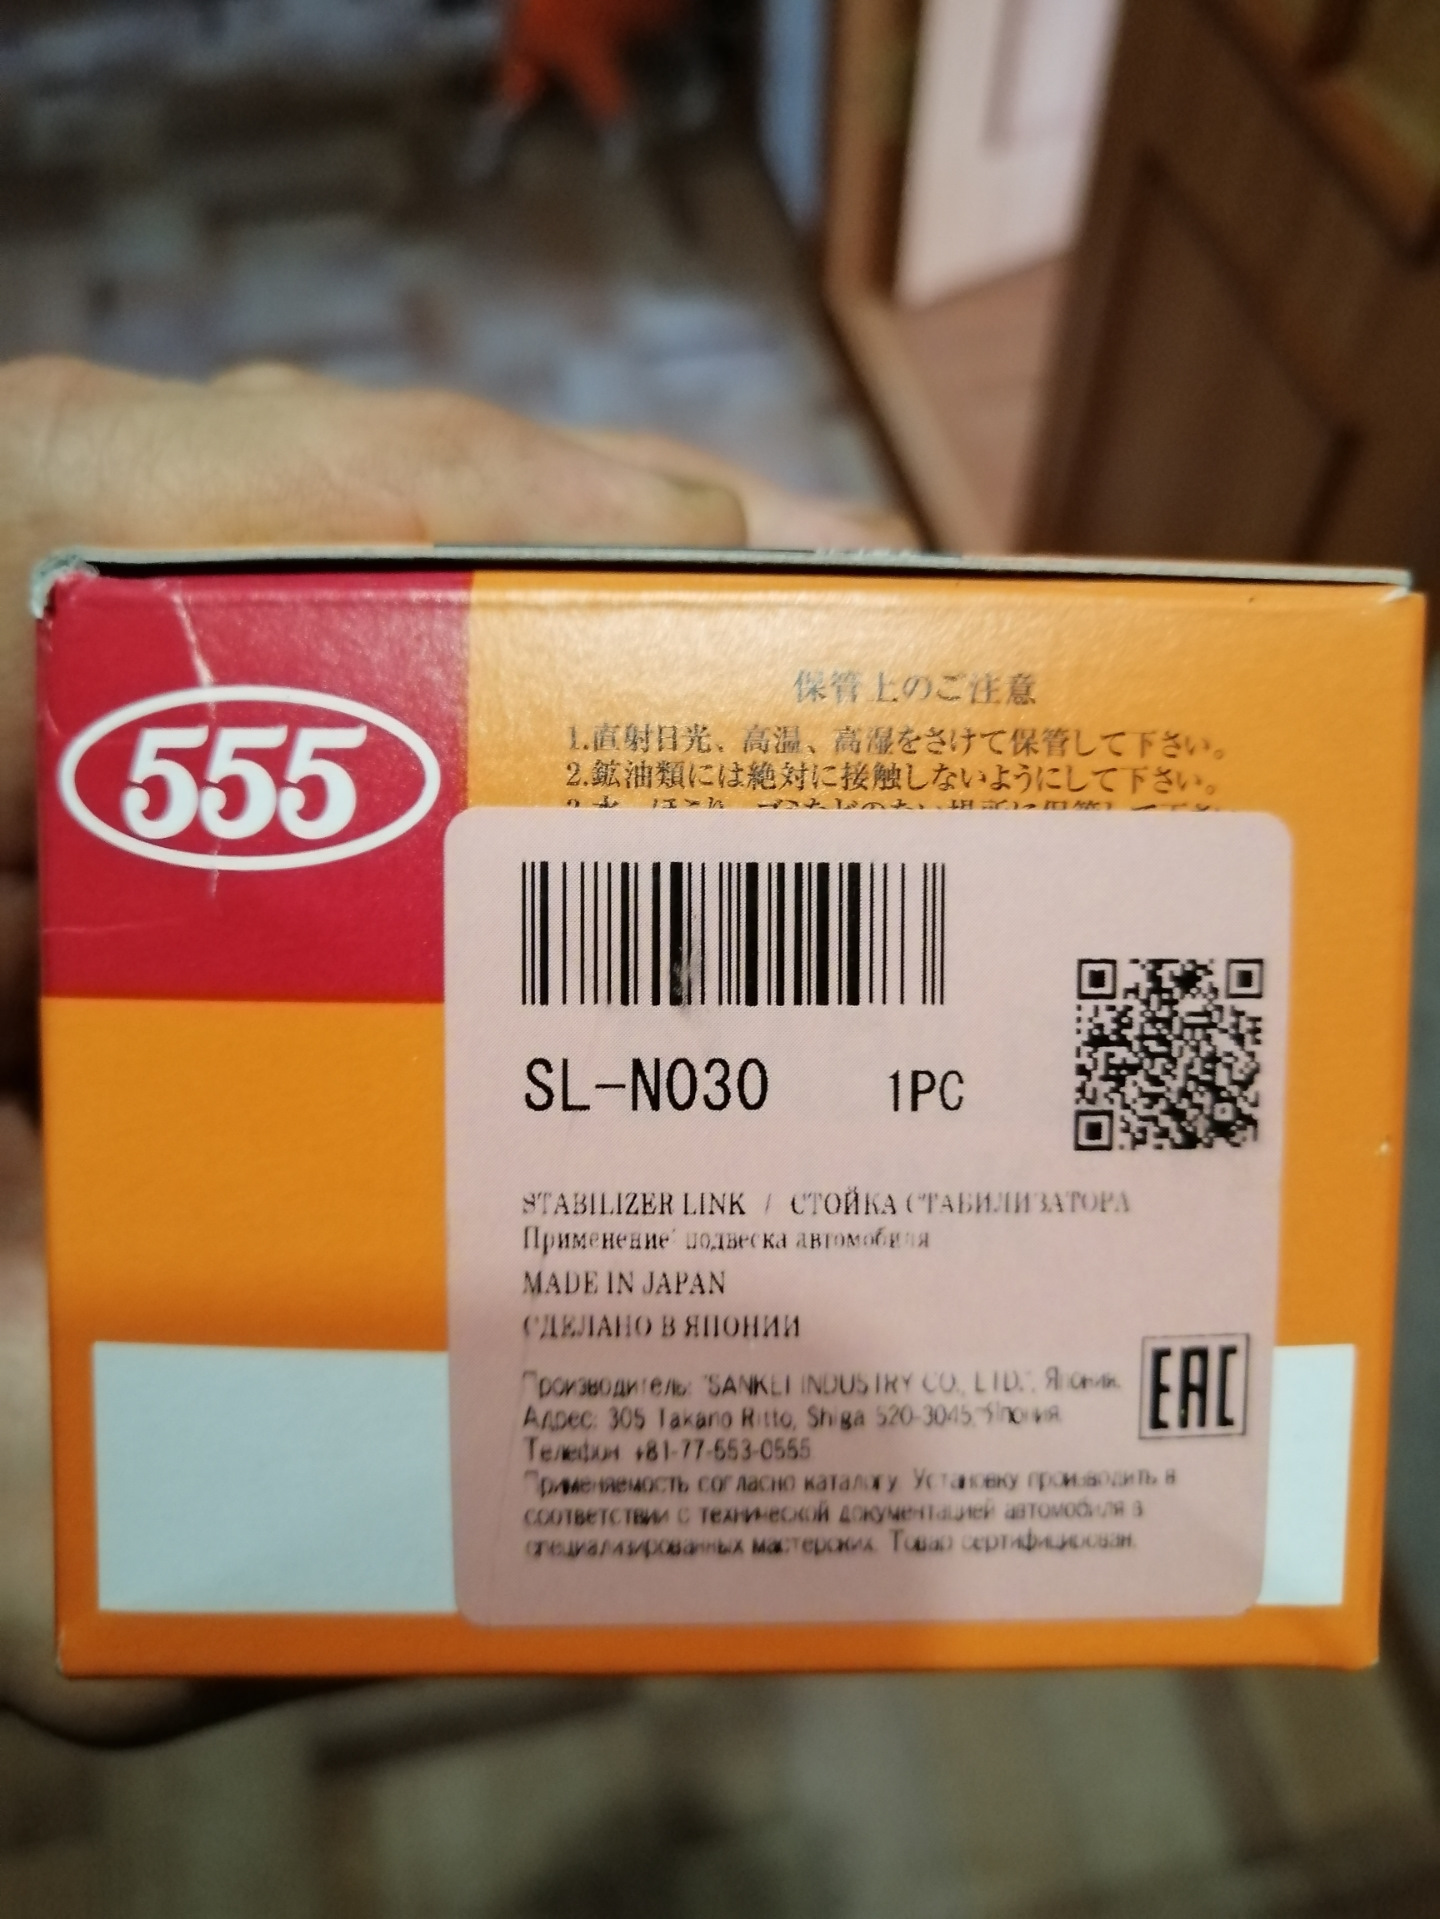 555
保管上のご注意
1.直射日光、高温、高湿をさけて保管して下さい。
2.鉱油類には絶対に接触しないようにして下さい。
SL-N030 1PC
STABILIZER LINK / СТОЙКА СТАБИЛИЗАТОРА
Применение: подвеска автомобиля
MADE IN JAPAN
СДЕЛАНО В ЯПОНИИ
Производитель: "SANKEI INDUSTRY CO., LTD.", Япония.
Адрес: 305 Takano Ritto, Shiga 520-3045, Япония
Телефон +81-77-553-0555
EAC
Применяемость согласно каталогу. Установку производить в
соответствии с технической документацией автомобиля в
специализированных мастерских. Товар сертифицирован.